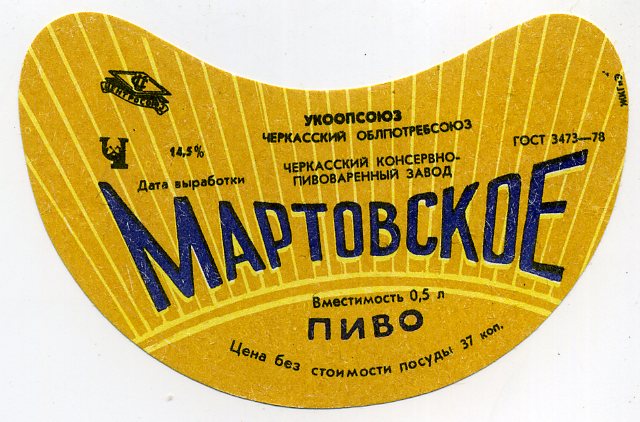 ЦЕНТРОСОЮЗ
УКООПСОЮЗ
ЧЕРКАССКИЙ ОБЛПОТРЕБСОЮЗ
ГОСТ 3473—78
14,5%
ЧЕРКАССКИЙ КОНСЕРВНО-
ПИВОВАРЕННЫЙ ЗАВОД
Дата выработки
МАРТОВСКОЕ
Вместимость 0,5 л
ПИВО
Цена без стоимости посуды 37 коп.